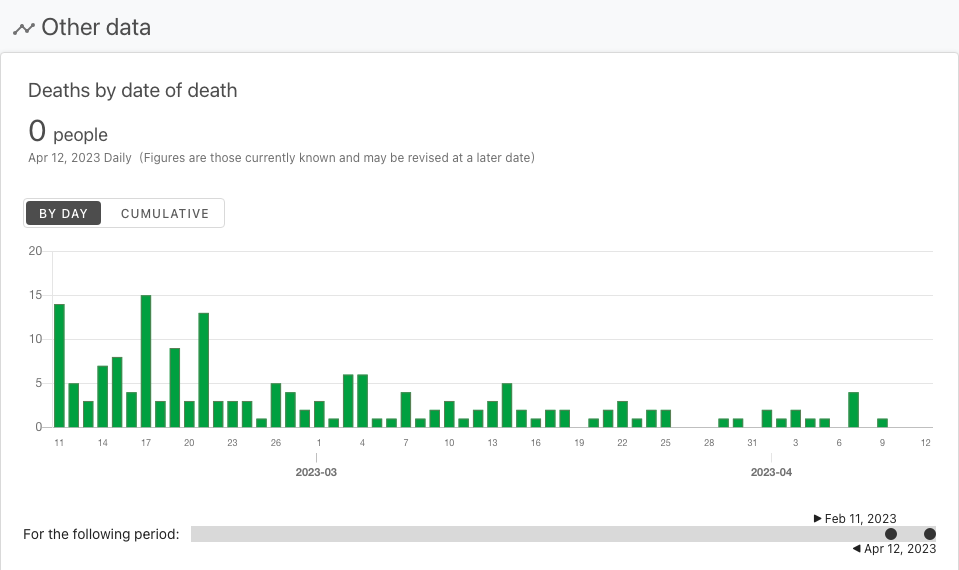 Other data
Deaths by date of death
0 people
Apr 12, 2023 Daily (Figures are those currently known and may be revised at a later date)
BY DAY CUMULATIVE
20
15
10
5
0
11 14 17 20 23 26 1 4 7 10 13 16 19 22 25 28 31 3 6 9 12
2023-03 2023-04
Feb 11, 2023
For the following period:
Apr 12, 2023